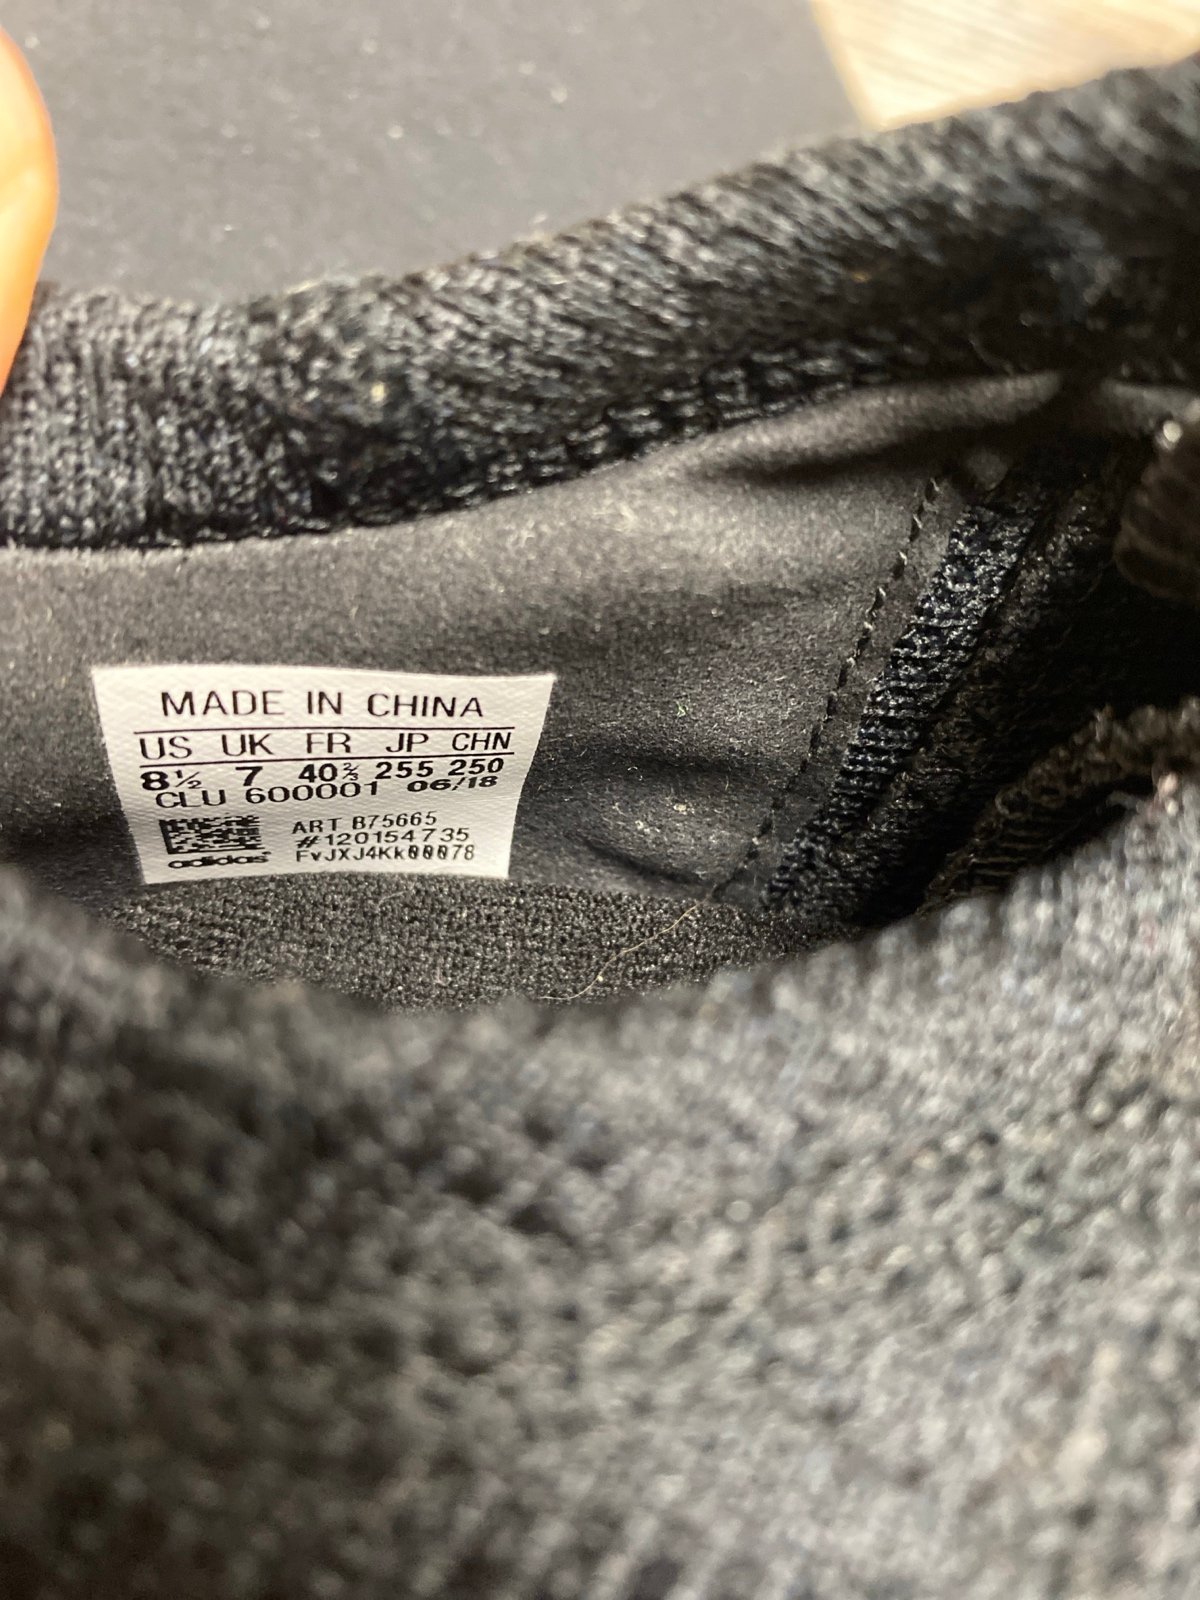 MADE IN CHINA
US UK FR JP CHN
8½ 7 40⅔ 255 250
CLU 600001 06/18
ART B75665
#120154735
FvJXJ4Kk00078
adidas